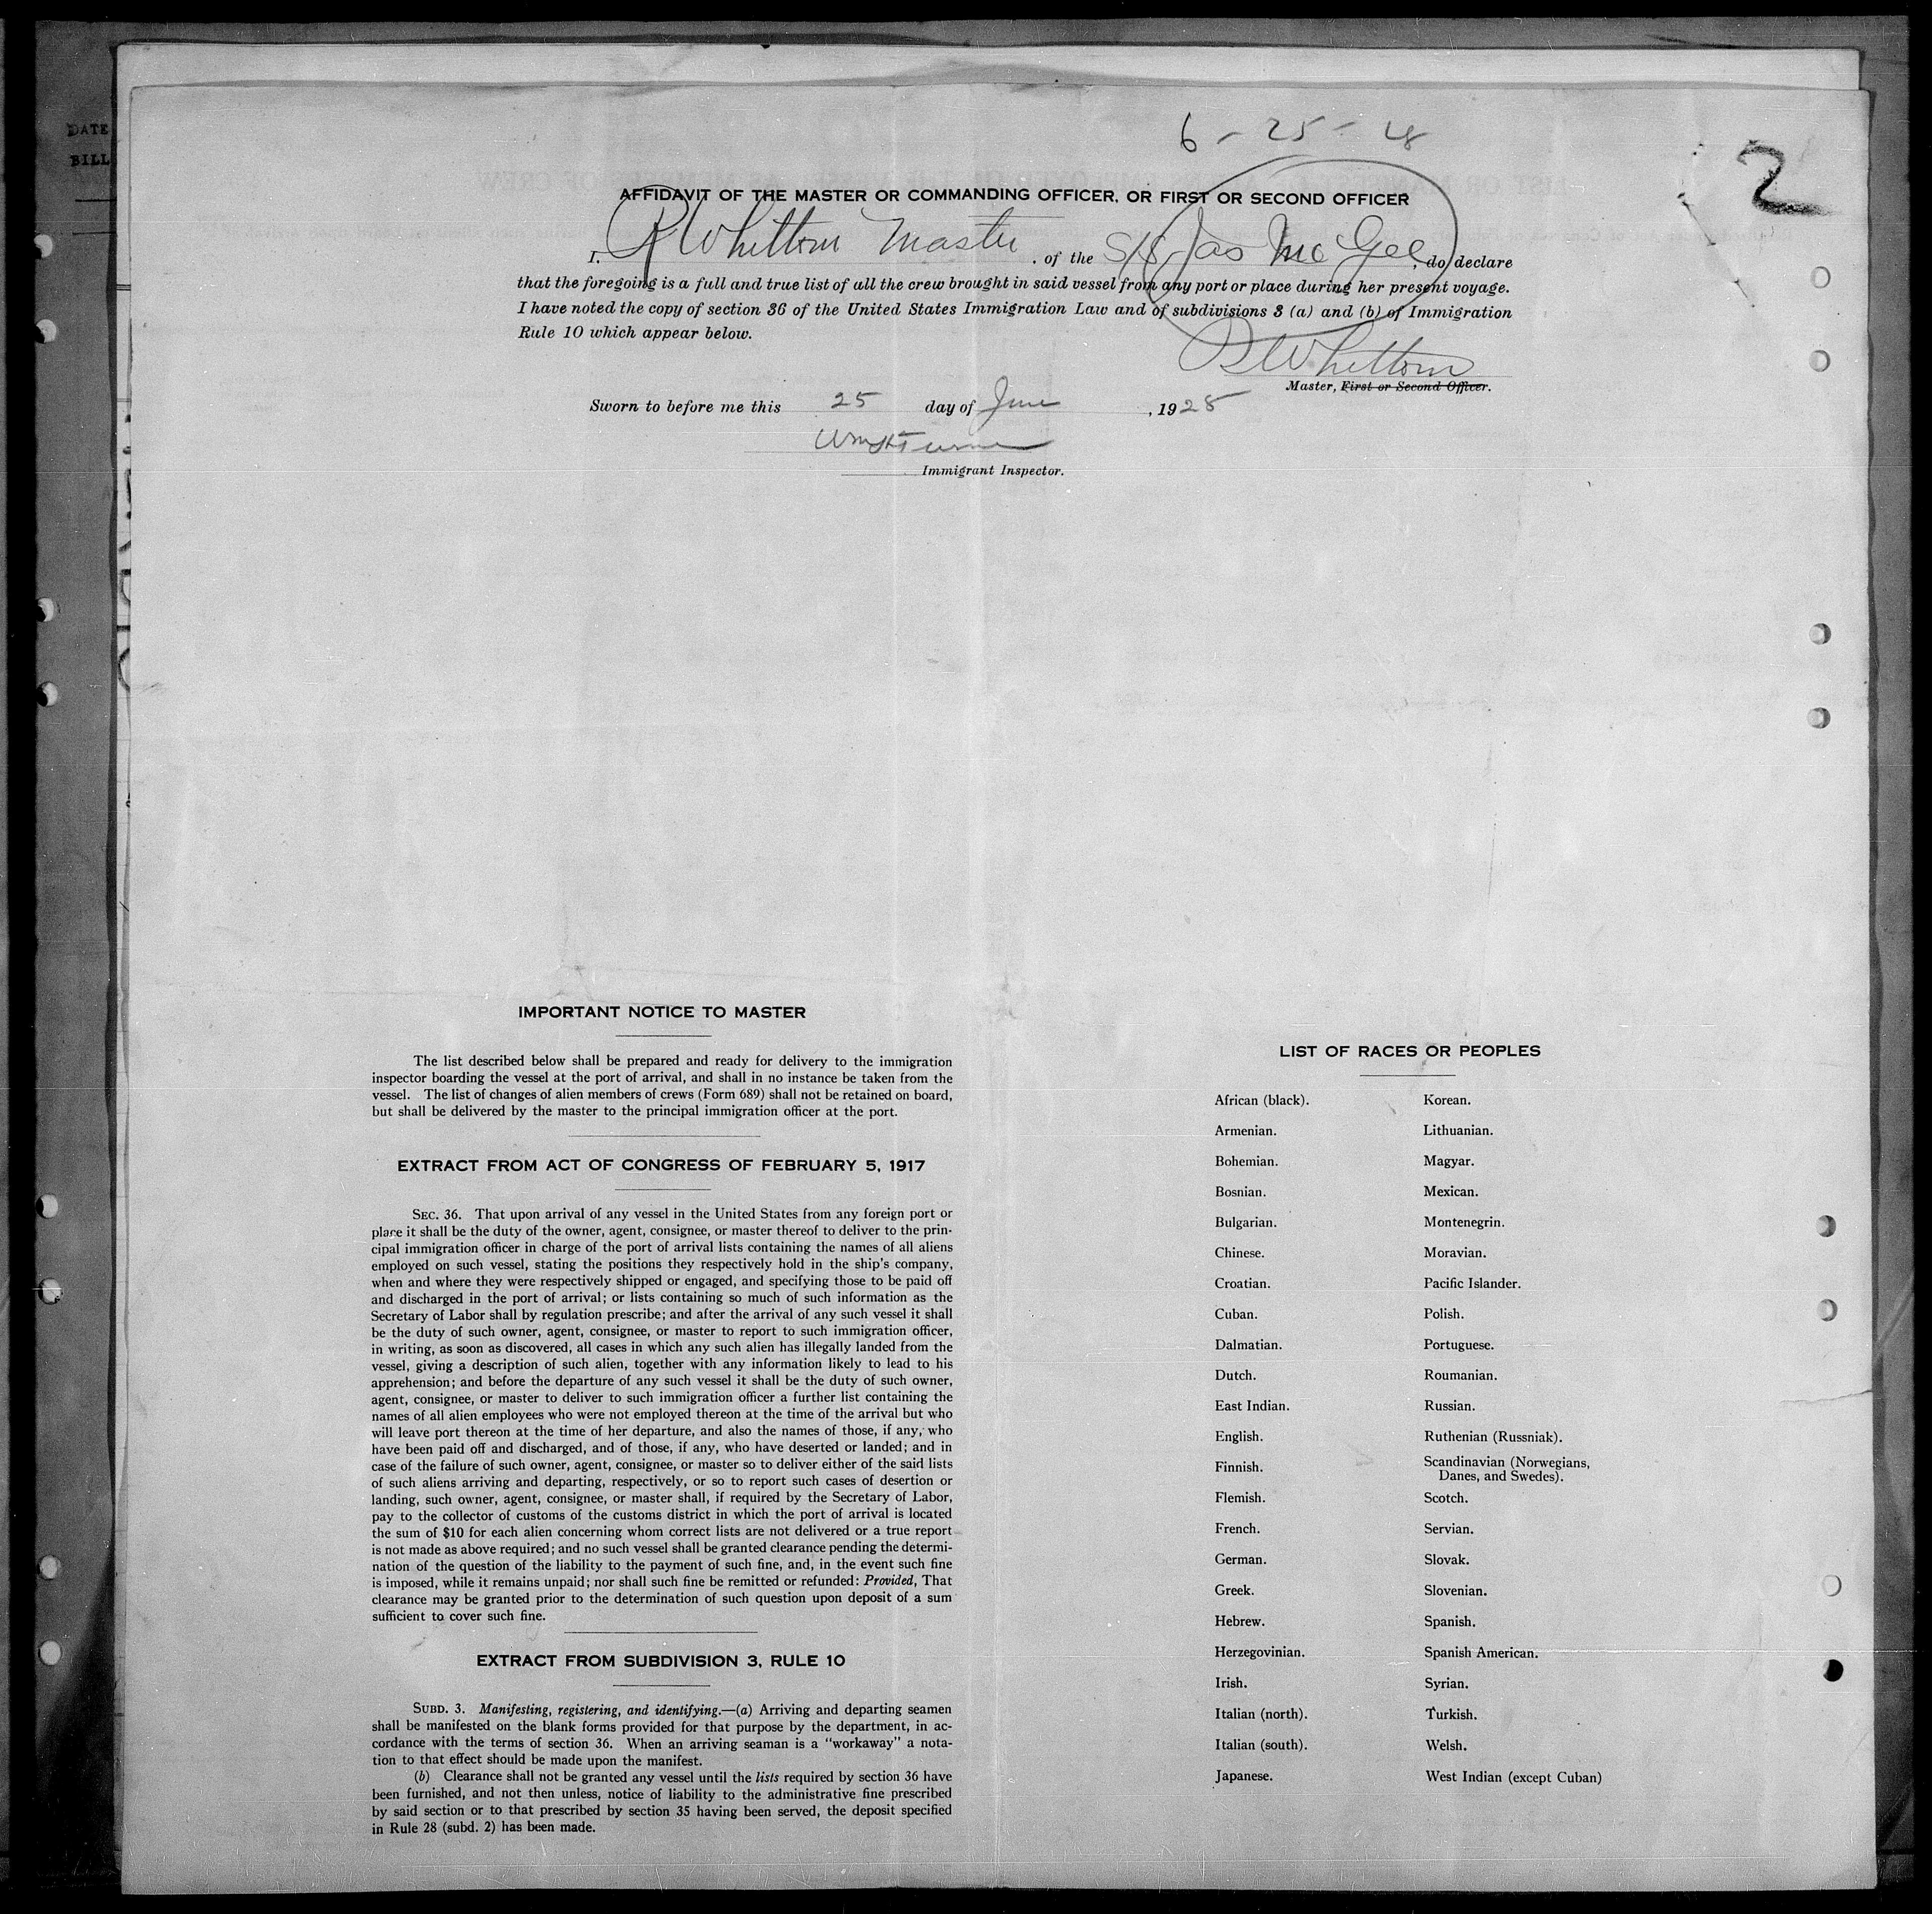 DATE
BILL
6 - 25 - 28
2
AFFIDAVIT OF THE MASTER OR COMMANDING OFFICER, OR FIRST OR SECOND OFFICER
I, R Whittom Master, of the S/S Jas McGee, do declare
that the foregoing is a full and true list of all the crew brought in said vessel from any port or place during her present voyage.
I have noted the copy of section 36 of the United States Immigration Law and of subdivisions 3 (a) and (b) of Immigration
Rule 10 which appear below.
R Whittom
Master, First or Second Officer.
Sworn to before me this 25 day of June, 1928
Immigrant Inspector.
IMPORTANT NOTICE TO MASTER
The list described below shall be prepared and ready for delivery to the immigration
inspector boarding the vessel at the port of arrival, and shall in no instance be taken from the
vessel. The list of changes of alien members of crews (Form 689) shall not be retained on board,
but shall be delivered by the master to the principal immigration officer at the port.
EXTRACT FROM ACT OF CONGRESS OF FEBRUARY 5, 1917
SEC. 36. That upon arrival of any vessel in the United States from any foreign port or
place it shall be the duty of the owner, agent, consignee, or master thereof to deliver to the prin-
cipal immigration officer in charge of the port of arrival lists containing the names of all aliens
employed on such vessel, stating the positions they respectively hold in the ship's company,
when and where they were respectively shipped or engaged, and specifying those to be paid off
and discharged in the port of arrival; or lists containing so much of such information as the
Secretary of Labor shall by regulation prescribe; and after the arrival of any such vessel it shall
be the duty of such owner, agent, consignee, or master to report to such immigration officer,
in writing, as soon as discovered, all cases in which any such alien has illegally landed from the
vessel, giving a description of such alien, together with any information likely to lead to his
apprehension; and before the departure of any such vessel it shall be the duty of such owner,
agent, consignee, or master to deliver to such immigration officer a further list containing the
names of all alien employees who were not employed thereon at the time of the arrival but who
will leave port thereon at the time of her departure, and also the names of those, if any, who
have been paid off and discharged, and of those, if any, who have deserted or landed; and in
case of the failure of such owner, agent, consignee, or master so to deliver either of the said lists
of such aliens arriving and departing, respectively, or so to report such cases of desertion or
landing, such owner, agent, consignee, or master shall, if required by the Secretary of Labor,
pay to the collector of customs of the customs district in which the port of arrival is located
the sum of $10 for each alien concerning whom correct lists are not delivered or a true report
is not made as above required; and no such vessel shall be granted clearance pending the determi-
nation of the question of the liability to the payment of such fine, and, in the event such fine
is imposed, while it remains unpaid; nor shall such fine be remitted or refunded: Provided, That
clearance may be granted prior to the determination of such question upon deposit of a sum
sufficient to cover such fine.
EXTRACT FROM SUBDIVISION 3, RULE 10
SUBD. 3. Manifesting, registering, and identifying.—(a) Arriving and departing seamen
shall be manifested on the blank forms provided for that purpose by the department, in ac-
cordance with the terms of section 36. When an arriving seaman is a "workaway" a nota-
tion to that effect should be made upon the manifest.
(b) Clearance shall not be granted any vessel until the lists required by section 36 have
been furnished, and not then unless, notice of liability to the administrative fine prescribed
by said section or to that prescribed by section 35 having been served, the deposit specified
in Rule 28 (subd. 2) has been made.
LIST OF RACES OR PEOPLES
African (black).
Armenian.
Bohemian.
Bosnian.
Bulgarian.
Chinese.
Croatian.
Cuban.
Dalmatian.
Dutch.
East Indian.
English.
Finnish.
Flemish.
French.
German.
Greek.
Hebrew.
Herzegovinian.
Irish.
Italian (north).
Italian (south).
Japanese.
Korean.
Lithuanian.
Magyar.
Mexican.
Montenegrin.
Moravian.
Pacific Islander.
Polish.
Portuguese.
Roumanian.
Russian.
Ruthenian (Russniak).
Scandinavian (Norwegians,
Danes, and Swedes).
Scotch.
Servian.
Slovak.
Slovenian.
Spanish.
Spanish American.
Syrian.
Turkish.
Welsh.
West Indian (except Cuban)